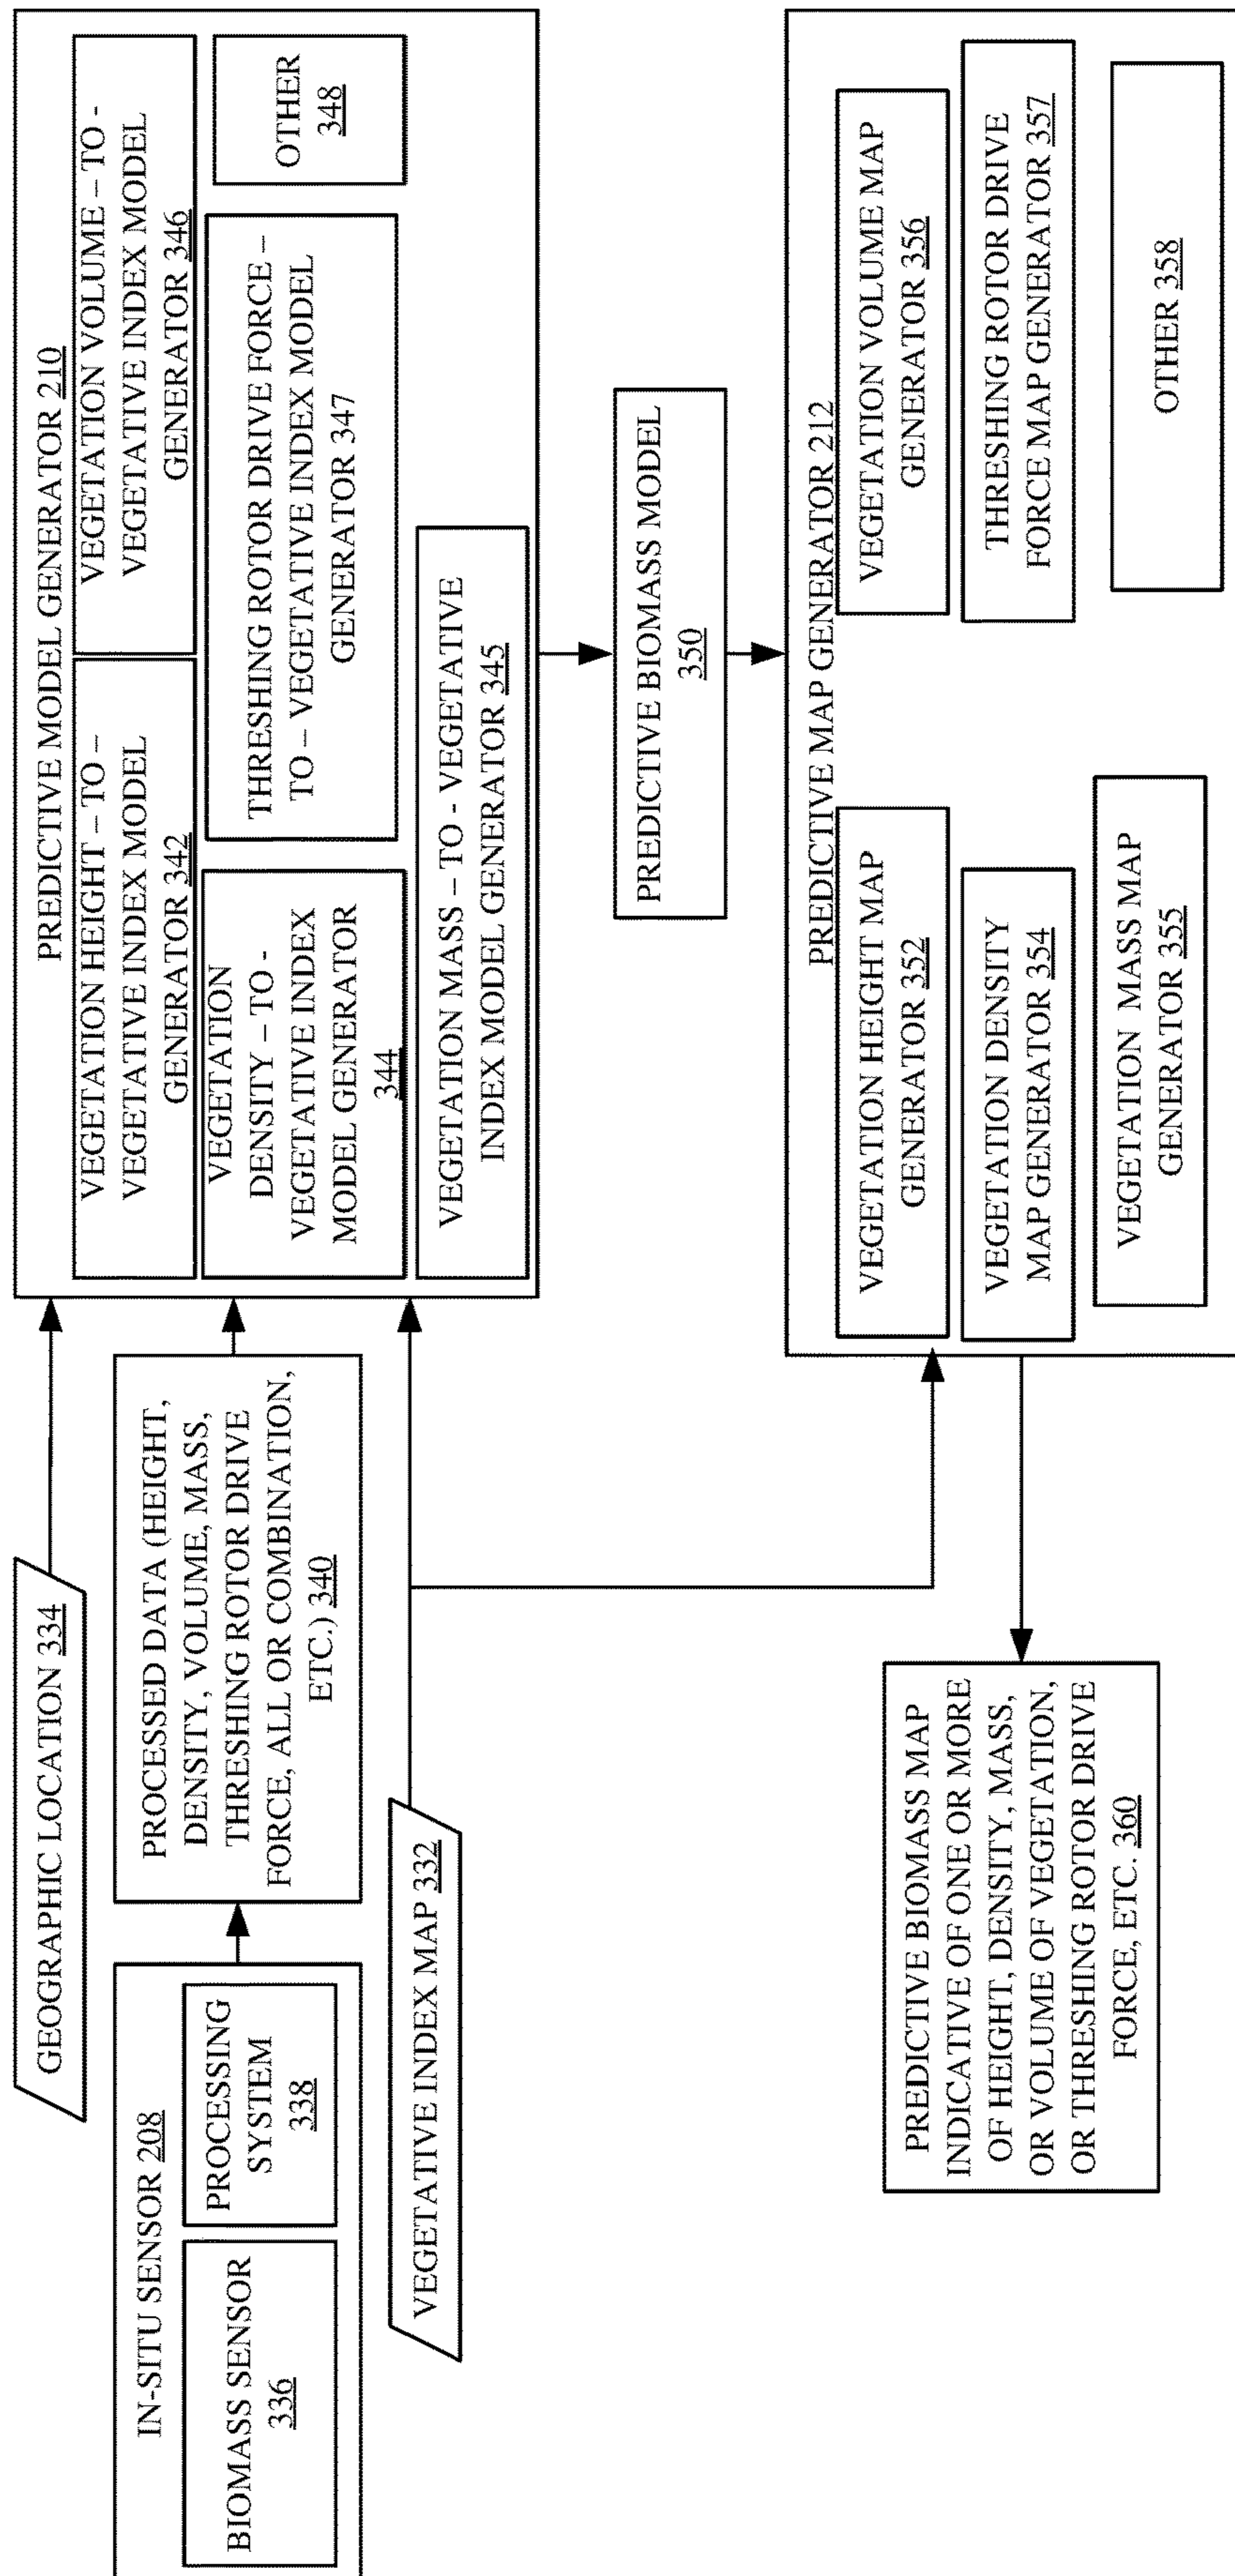 GEOGRAPHIC LOCATION 334
IN-SITU SENSOR 208
BIOMASS SENSOR
336
PROCESSING
SYSTEM
338
PROCESSED DATA (HEIGHT,
DENSITY, VOLUME, MASS,
THRESHING ROTOR DRIVE
FORCE, ALL OR COMBINATION,
ETC.) 340
VEGETATIVE INDEX MAP 332
PREDICTIVE MODEL GENERATOR 210
VEGETATION HEIGHT – TO –
VEGETATIVE INDEX MODEL
GENERATOR 342
VEGETATION VOLUME – TO -
VEGETATIVE INDEX MODEL
GENERATOR 346
VEGETATION
DENSITY – TO -
VEGETATIVE INDEX
MODEL GENERATOR
344
THRESHING ROTOR DRIVE FORCE –
TO – VEGETATIVE INDEX MODEL
GENERATOR 347
OTHER
348
VEGETATION MASS – TO - VEGETATIVE
INDEX MODEL GENERATOR 345
PREDICTIVE BIOMASS MODEL
350
PREDICTIVE MAP GENERATOR 212
VEGETATION HEIGHT MAP
GENERATOR 352
VEGETATION VOLUME MAP
GENERATOR 356
VEGETATION DENSITY
MAP GENERATOR 354
THRESHING ROTOR DRIVE
FORCE MAP GENERATOR 357
VEGETATION MASS MAP
GENERATOR 355
OTHER 358
PREDICTIVE BIOMASS MAP
INDICATIVE OF ONE OR MORE
OF HEIGHT, DENSITY, MASS,
OR VOLUME OF VEGETATION,
OR THRESHING ROTOR DRIVE
FORCE, ETC. 360